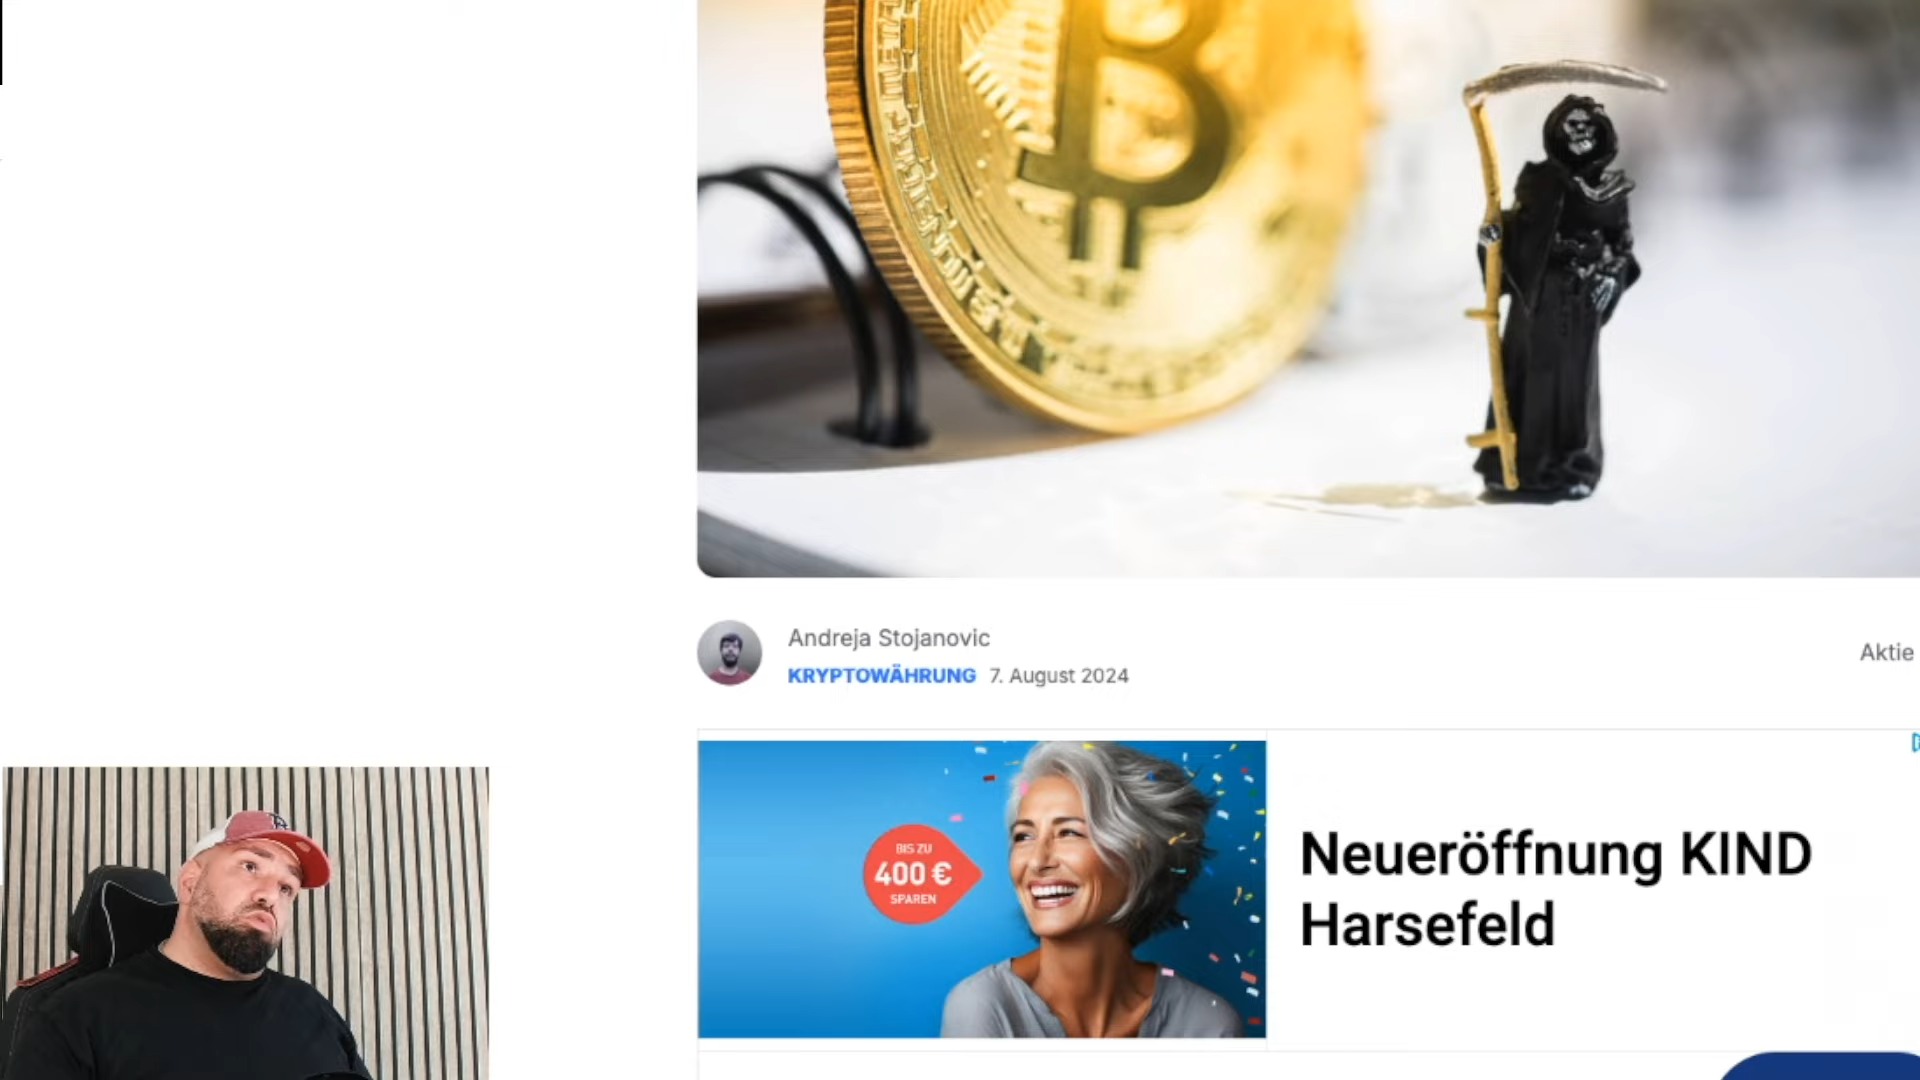 Andreja Stojanovic
KRYPTOWÄHRUNG 7. August 2024
Aktie
BIS ZU
400 €
SPAREN
Neueröffnung KIND
Harsefeld